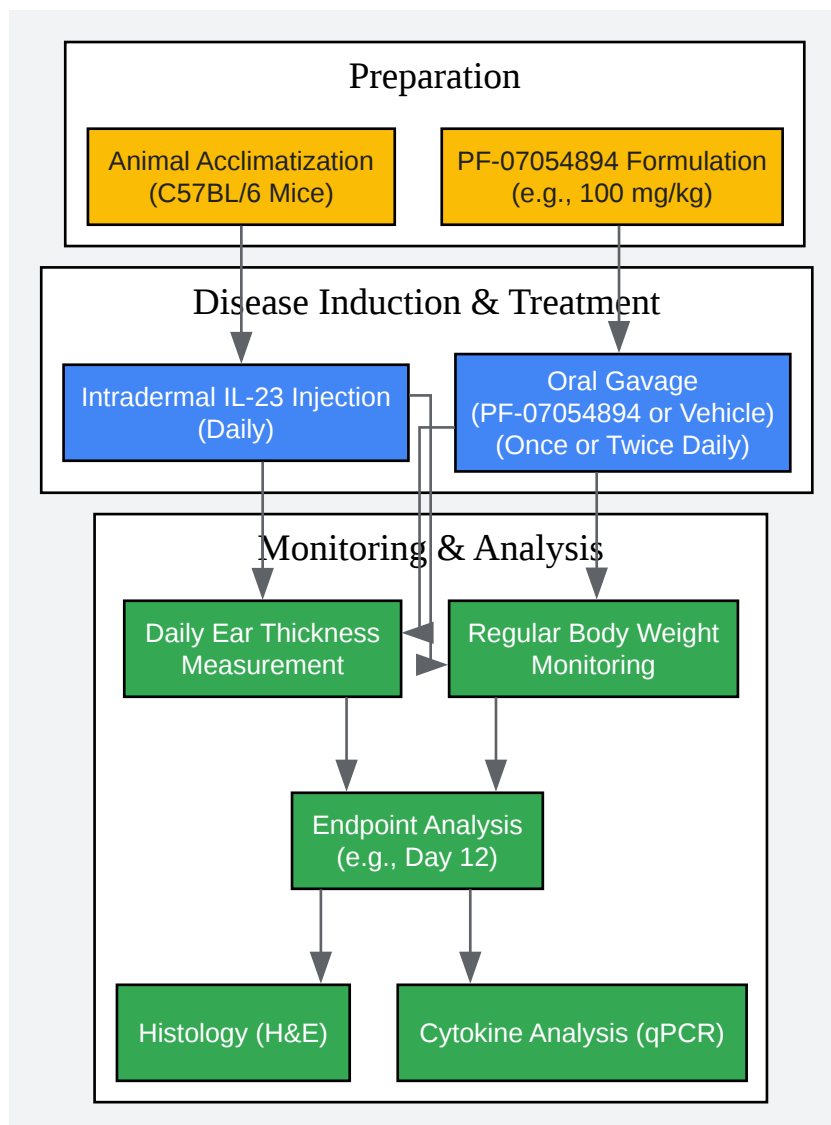 Preparation
Animal Acclimatization
(C57BL/6 Mice)
PF-07054894 Formulation
(e.g., 100 mg/kg)
Disease Induction & Treatment
Intradermal IL-23 Injection
(Daily)
Oral Gavage
(PF-07054894 or Vehicle)
(Once or Twice Daily)
Monitoring & Analysis
Daily Ear Thickness
Measurement
Regular Body Weight
Monitoring
Endpoint Analysis
(e.g., Day 12)
Histology (H&E)
Cytokine Analysis (qPCR)